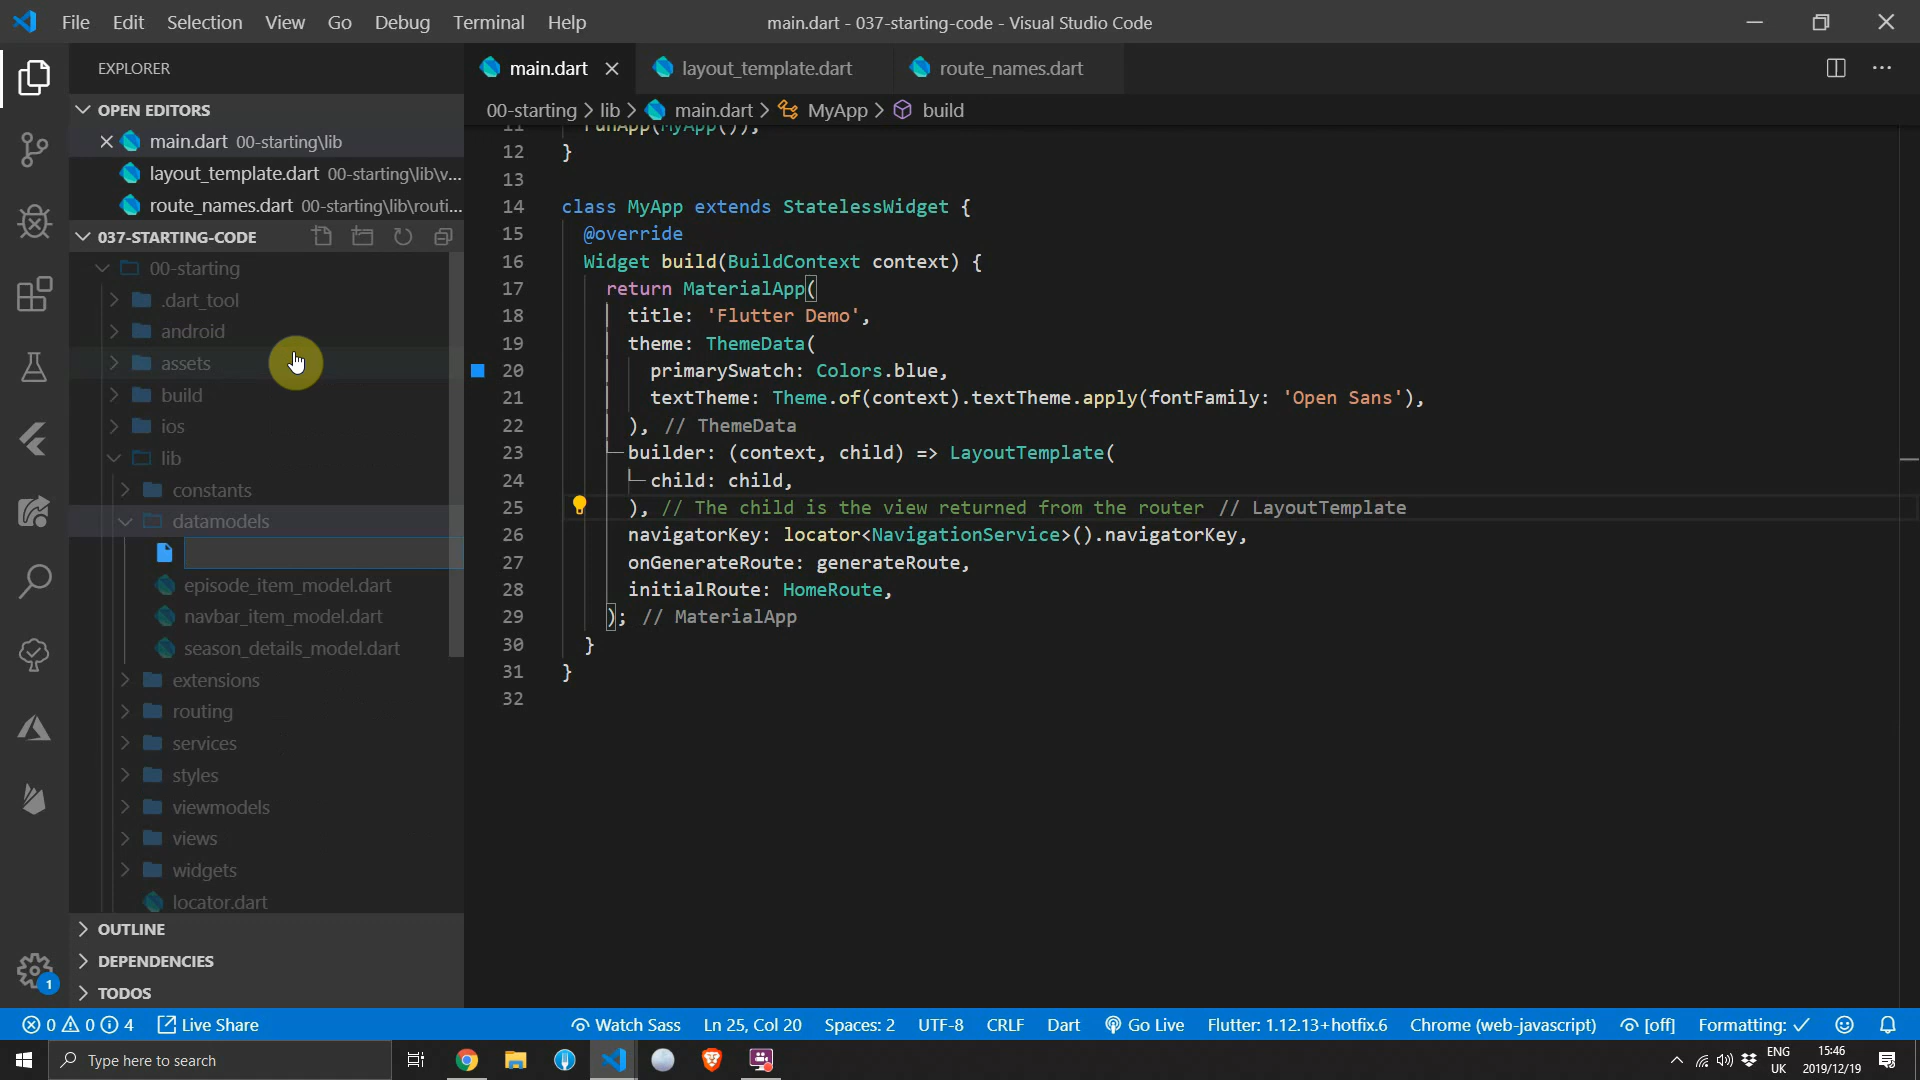 File Edit Selection View Go Debug Terminal Help
main.dart - 037-starting-code - Visual Studio Code
EXPLORER
OPEN EDITORS
main.dart 00-starting\lib
layout_template.dart 00-starting\lib\v...
route_names.dart 00-starting\lib\routi...
037-STARTING-CODE
00-starting
.dart_tool
android
assets
build
ios
lib
constants
datamodels
episode_item_model.dart
navbar_item_model.dart
season_details_model.dart
extensions
routing
services
styles
viewmodels
views
widgets
locator.dart
OUTLINE
DEPENDENCIES
TODOS
1
main.dart layout_template.dart route_names.dart
00-starting > lib > main.dart > MyApp > build
11 runApp(MyApp());
12 }
13
14 class MyApp extends StatelessWidget {
15 @override
16 Widget build(BuildContext context) {
17 return MaterialApp(
18 title: 'Flutter Demo',
19 theme: ThemeData(
20 primarySwatch: Colors.blue,
21 textTheme: Theme.of(context).textTheme.apply(fontFamily: 'Open Sans'),
22 ), // ThemeData
23 builder: (context, child) => LayoutTemplate(
24 child: child,
25 ), // The child is the view returned from the router // LayoutTemplate
26 navigatorKey: locator<NavigationService>().navigatorKey,
27 onGenerateRoute: generateRoute,
28 initialRoute: HomeRoute,
29 ); // MaterialApp
30 }
31 }
32
0 0 4 Live Share Watch Sass Ln 25, Col 20 Spaces: 2 UTF-8 CRLF Dart Go Live Flutter: 1.12.13+hotfix.6 Chrome (web-javascript) [off] Formatting: ✓
Type here to search
ENG
UK
15:46
2019/12/19